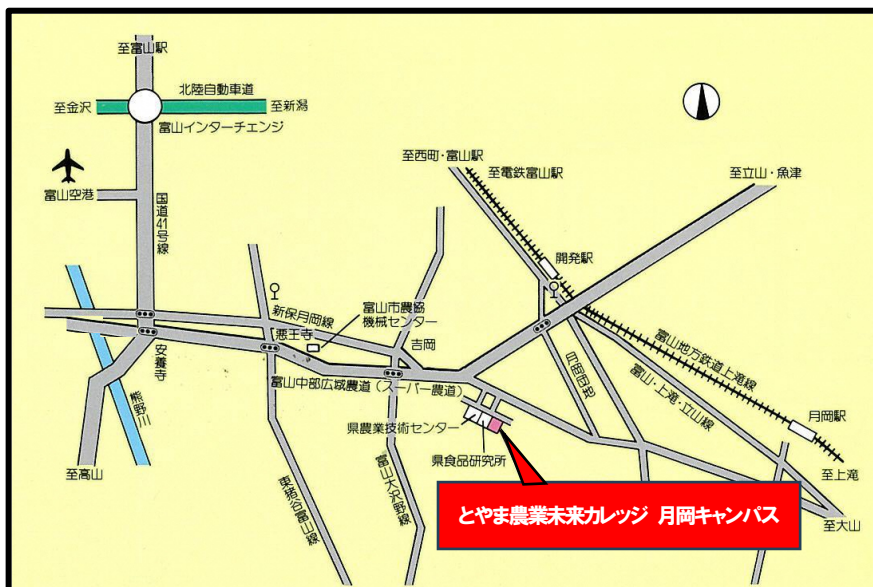 至富山駅
北陸自動車道
至金沢
至新潟
富山インターチェンジ
富山空港
国道41号線
至西町・富山駅
至電鉄富山駅
至立山・魚津
開発駅
新保月岡線
富山市農協
機械センター
悪王寺
吉岡
安養寺
熊野川
富山中部広域農道(スーパー農道)
月岡団地
富山地方鉄道上滝線
富山・上滝・立山線
月岡駅
県農業技術センター
県食品研究所
至高山
東猪谷富山線
富山大沢野線
至上滝
至大山
とやま農業未来カレッジ 月岡キャンパス